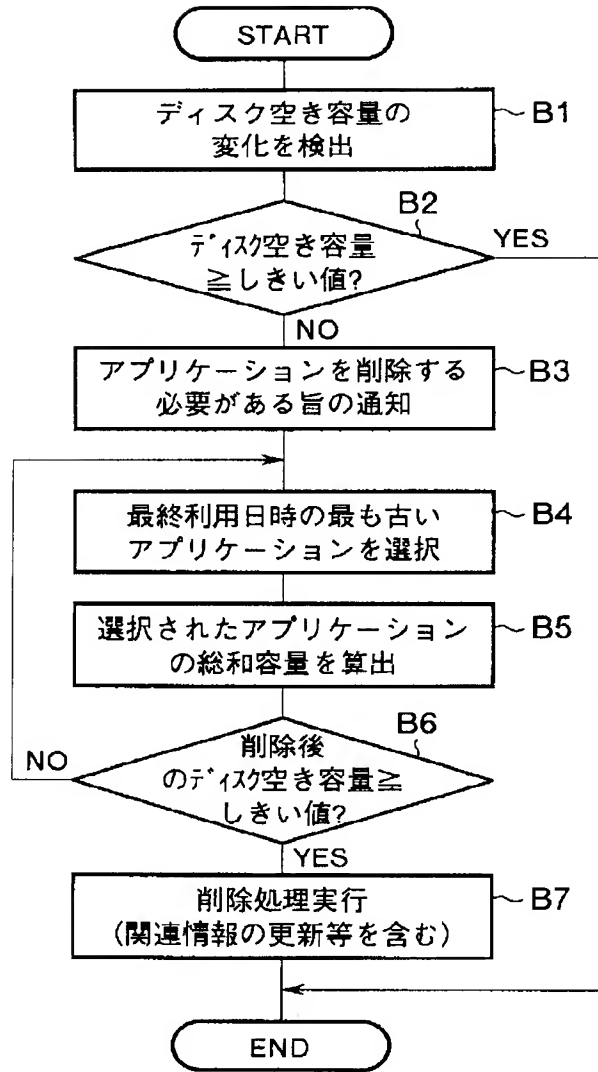 START
ディスク空き容量の
変化を検出
B1
B2
ディスク空き容量
≧しきい値?
YES
NO
アプリケーションを削除する
必要がある旨の通知
B3
最終利用日時の最も古い
アプリケーションを選択
B4
選択されたアプリケーション
の総和容量を算出
B5
B6
削除後
のディスク空き容量≧
しきい値?
NO
YES
削除処理実行
(関連情報の更新等を含む)
B7
END